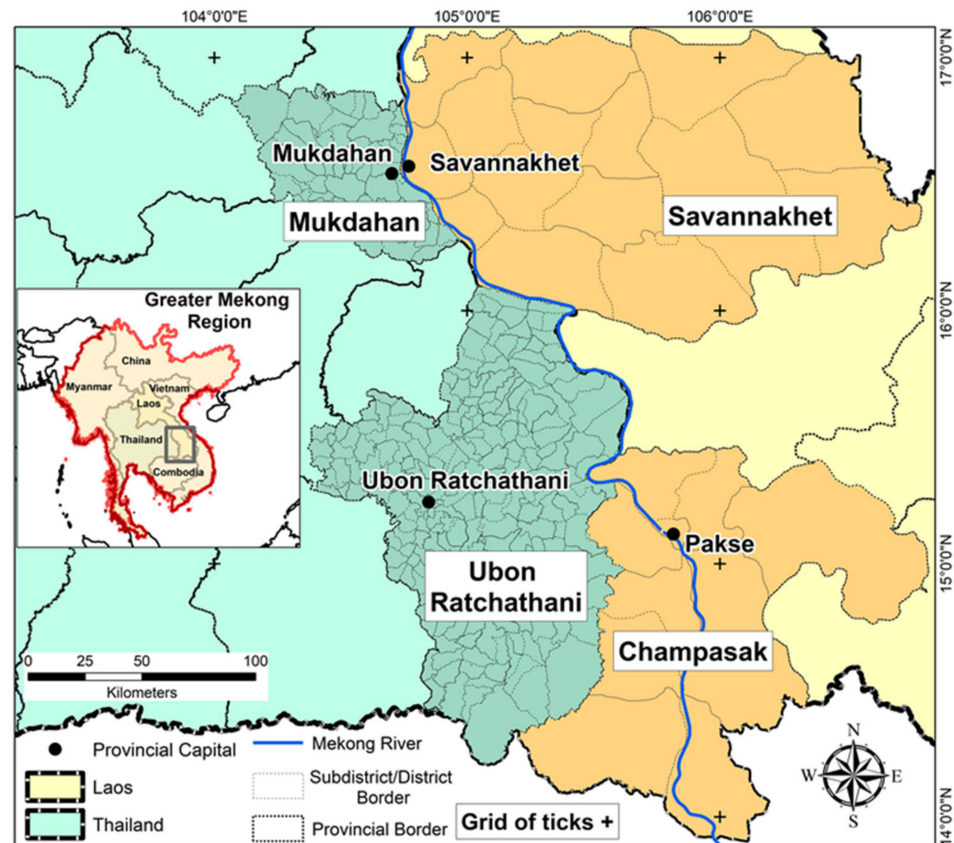 104°0'0"E
105°0'0"E
106°0'0"E
17°0'0"N
Mukdahan
Savannakhet
Mukdahan
Savannakhet
16°0'0"N
Greater Mekong
Region
China
Myanmar
Vietnam
Laos
Thailand
Combodia
Ubon Ratchathani
Pakse
15°0'0"N
Ubon
Ratchathani
Champasak
0 25 50 100
Kilometers
Provincial Capital
Mekong River
Laos
Subdistrict/District
Border
Thailand
Provincial Border
Grid of ticks +
N
W E
S
14°0'0"N